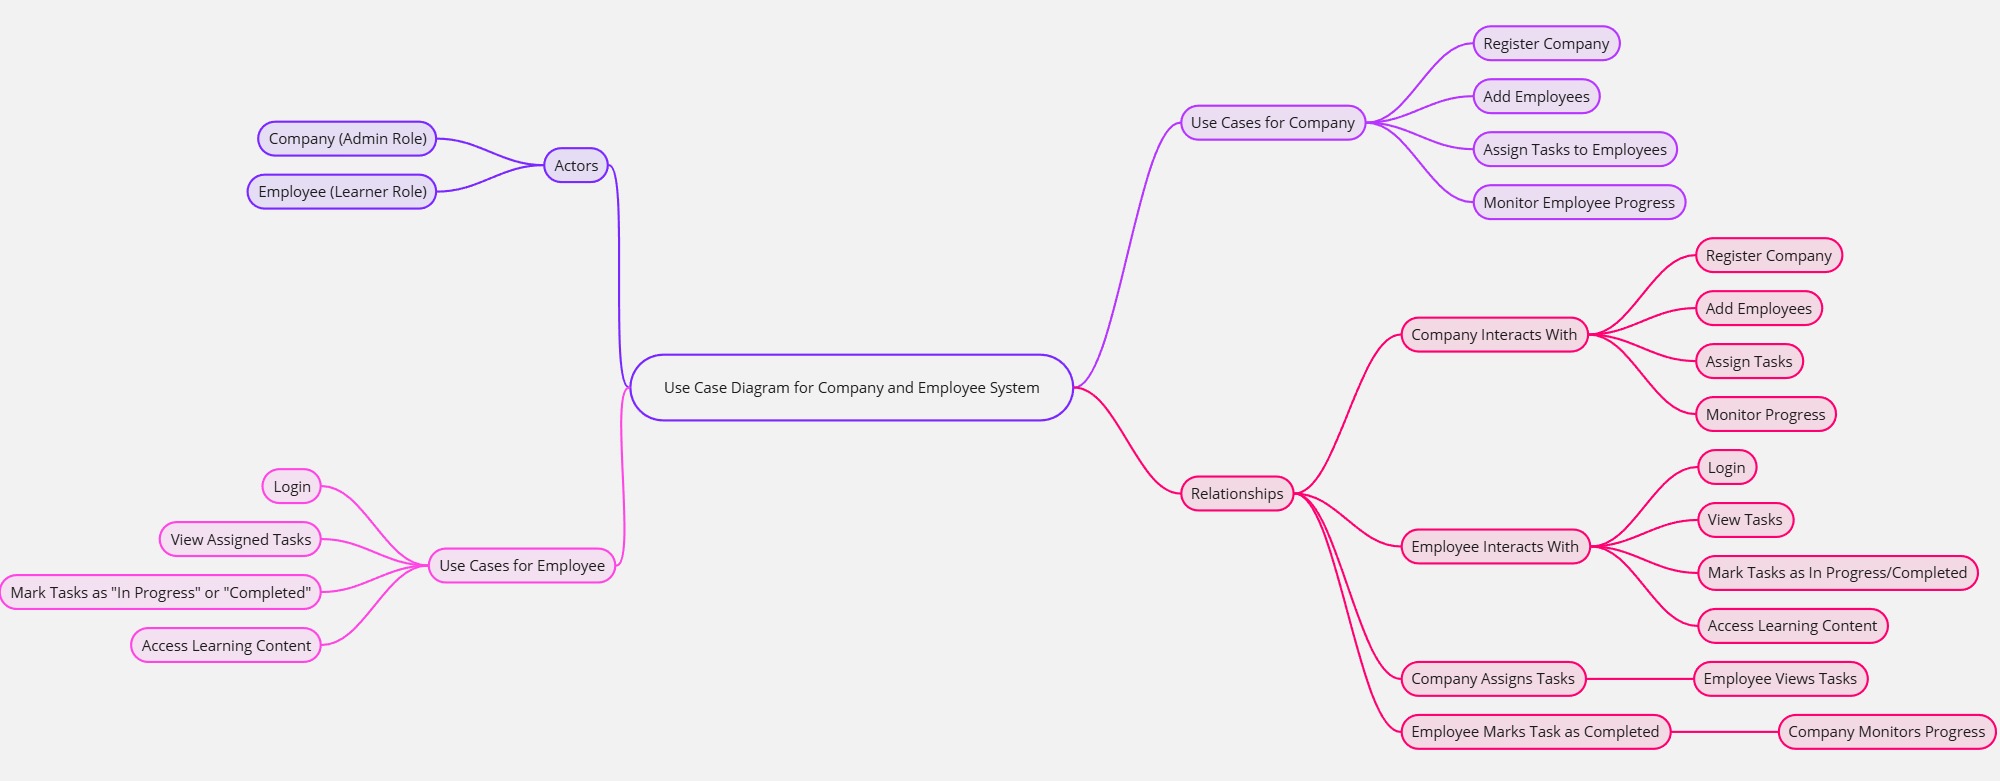 Use Case Diagram for Company and Employee System
Actors
Company (Admin Role)
Employee (Learner Role)
Use Cases for Employee
Login
View Assigned Tasks
Mark Tasks as "In Progress" or "Completed"
Access Learning Content
Use Cases for Company
Register Company
Add Employees
Assign Tasks to Employees
Monitor Employee Progress
Relationships
Company Interacts With
Register Company
Add Employees
Assign Tasks
Monitor Progress
Employee Interacts With
Login
View Tasks
Mark Tasks as In Progress/Completed
Access Learning Content
Company Assigns Tasks
Employee Views Tasks
Employee Marks Task as Completed
Company Monitors Progress